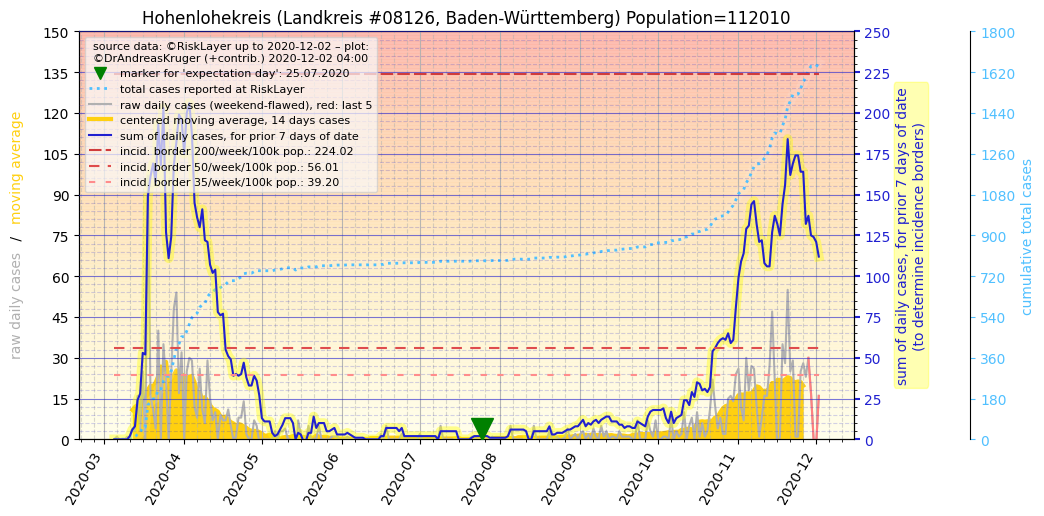 Hohenlohekreis (Landkreis #08126, Baden-Württemberg) Population=112010
source data: ©RiskLayer up to 2020-12-02 – plot:
©DrAndreasKruger (+contrib.) 2020-12-02 04:00
marker for 'expectation day': 25.07.2020
total cases reported at RiskLayer
raw daily cases (weekend-flawed), red: last 5
centered moving average, 14 days cases
sum of daily cases, for prior 7 days of date
incid. border 200/week/100k pop.: 224.02
incid. border 50/week/100k pop.: 56.01
incid. border 35/week/100k pop.: 39.20
raw daily cases / moving average
150
135
120
105
90
75
60
45
30
15
0
2020-03
2020-04
2020-05
2020-06
2020-07
2020-08
2020-09
2020-10
2020-11
2020-12
250
225
200
175
150
125
100
75
50
25
0
sum of daily cases, for prior 7 days of date
(to determine incidence borders)
1800
1620
1440
1260
1080
900
720
540
360
180
0
cumulative total cases